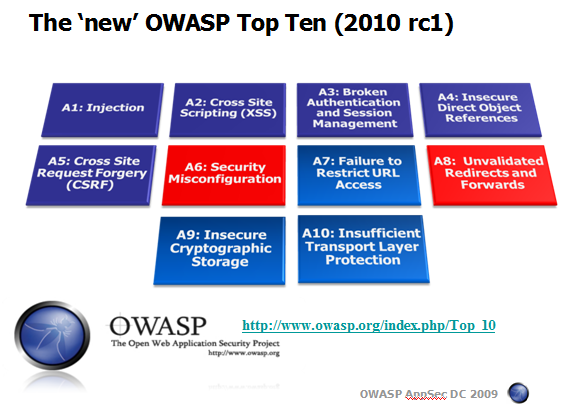 The ‘new’ OWASP Top Ten (2010 rc1)
A1: Injection
A2: Cross Site
Scripting (XSS)
A3: Broken
Authentication
and Session
Management
A4: Insecure
Direct Object
References
A5: Cross Site
Request Forgery
(CSRF)
A6: Security
Misconfiguration
A7: Failure to
Restrict URL
Access
A8: Unvalidated
Redirects and
Forwards
A9: Insecure
Cryptographic
Storage
A10: Insufficient
Transport Layer
Protection
OWASP
The Open Web Application Security Project
http://www.owasp.org
http://www.owasp.org/index.php/Top_10
OWASP AppSec DC 2009